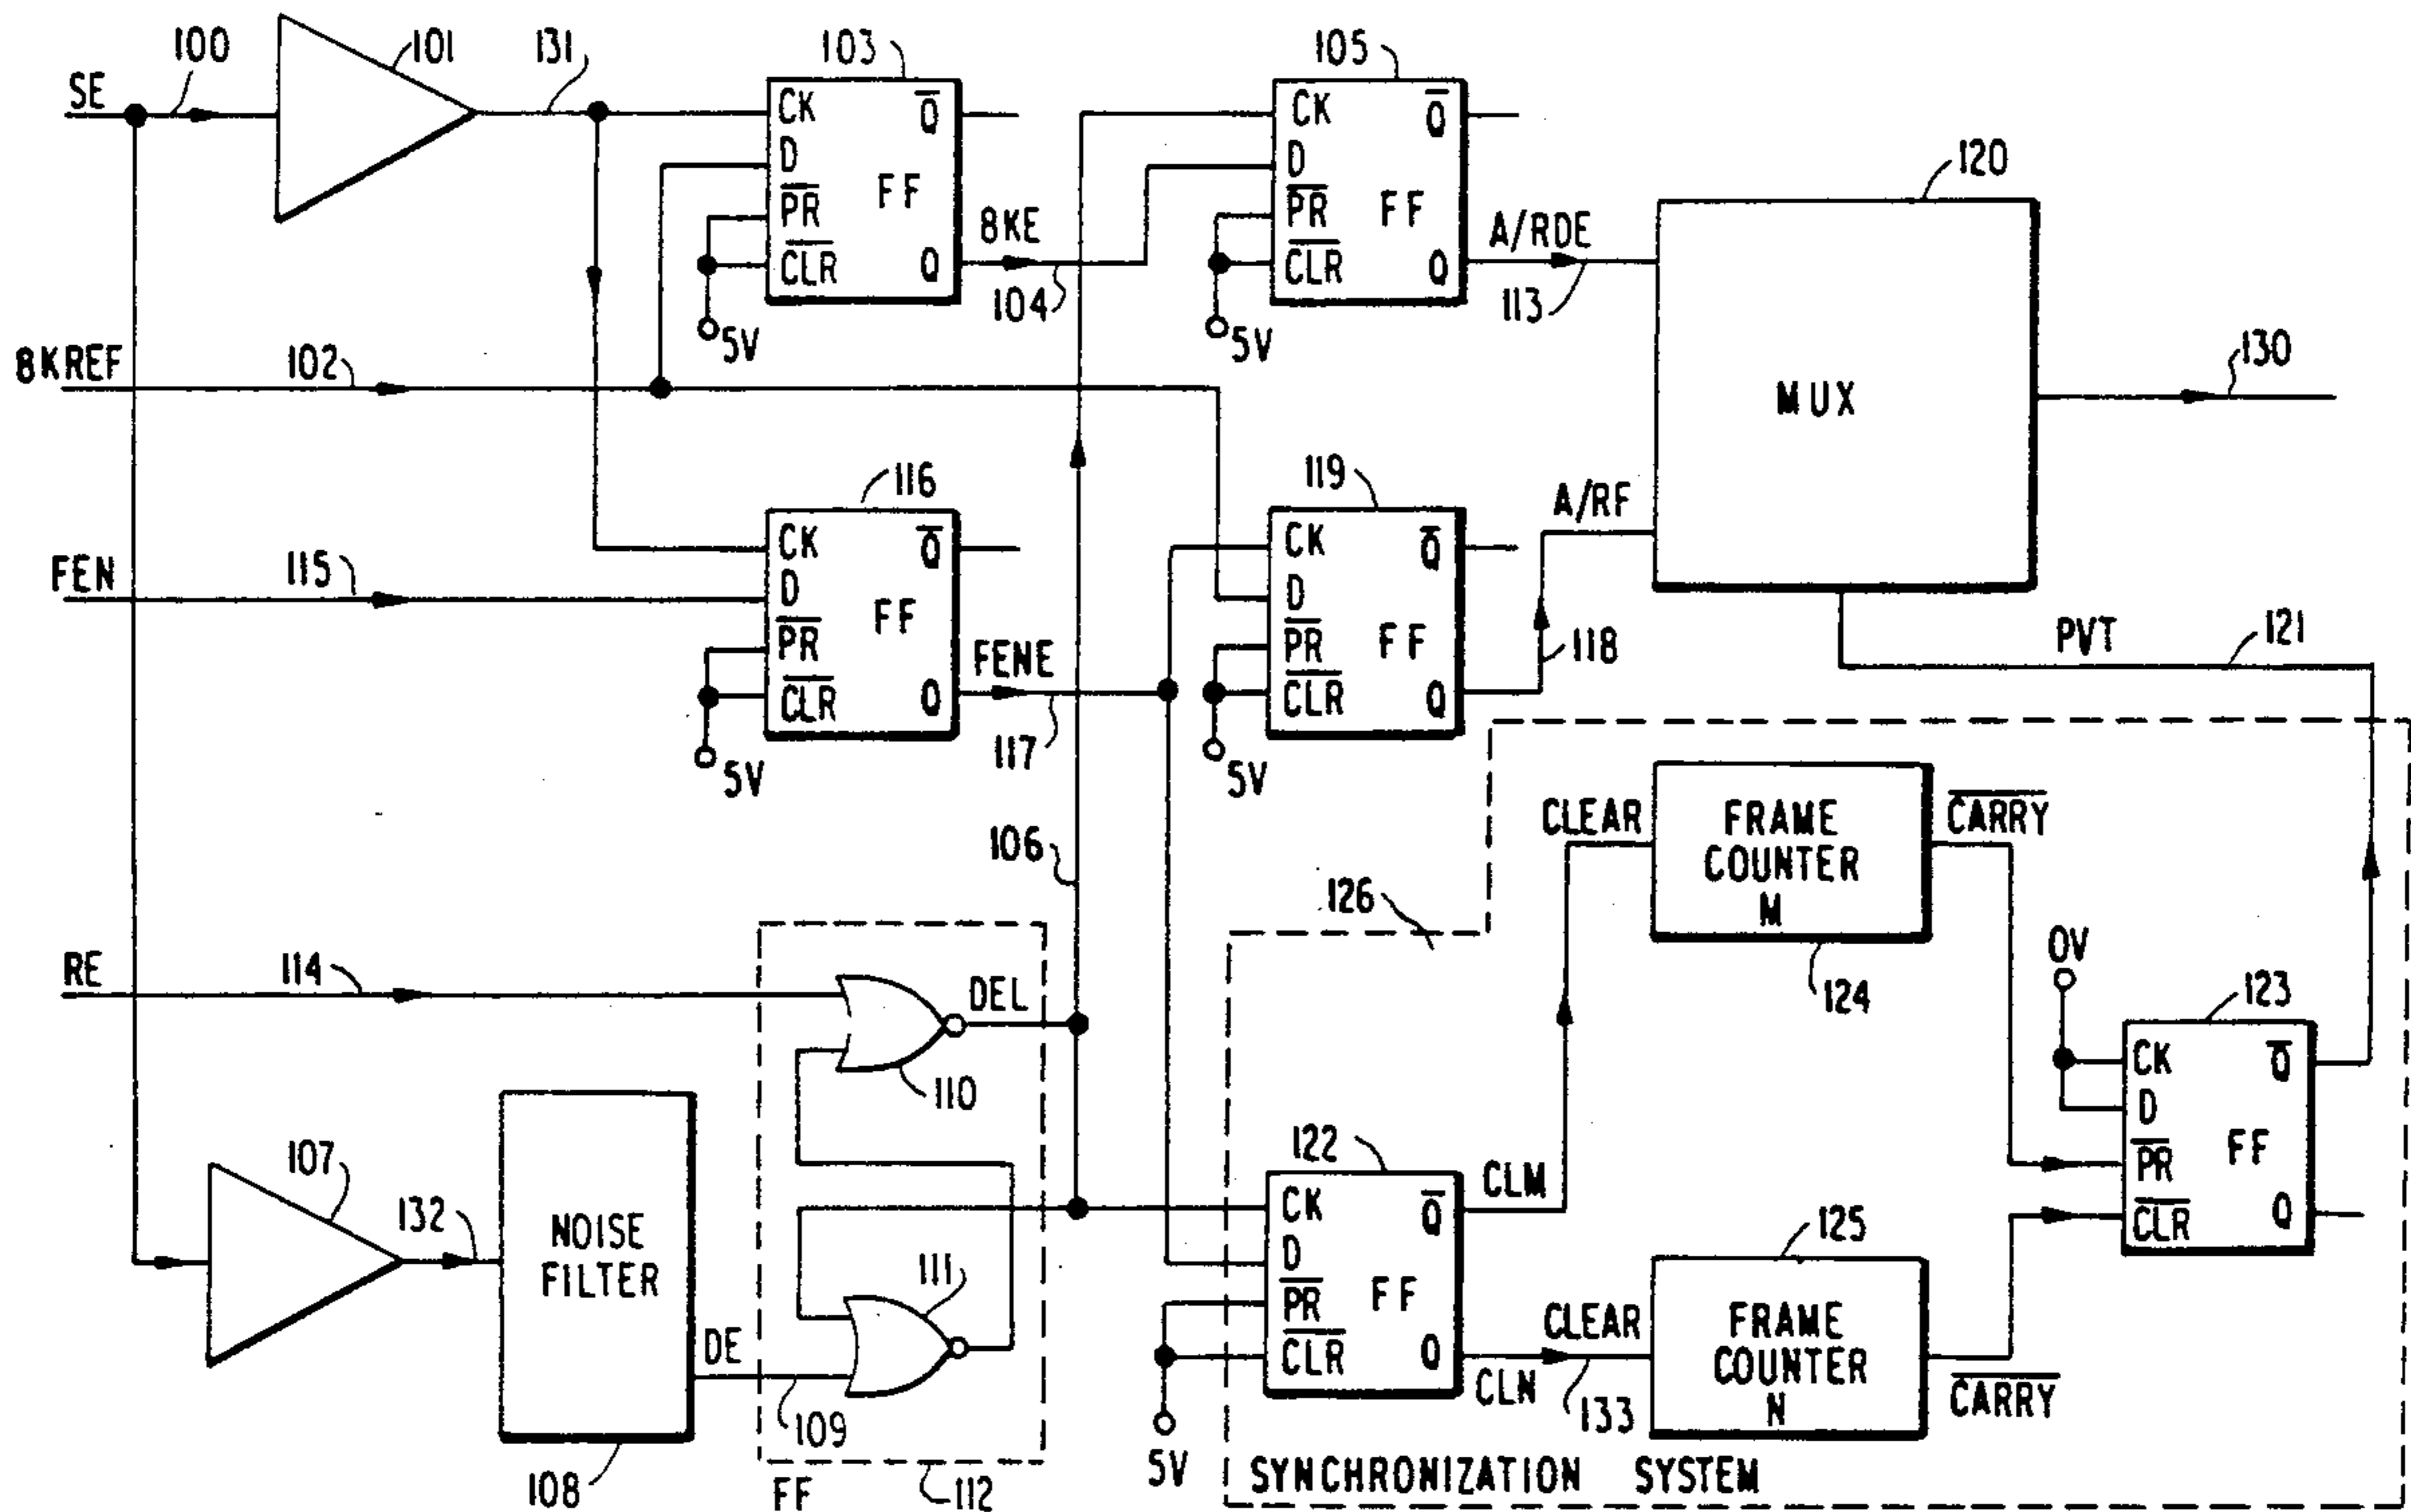 SE
100
101
131
103
CK
D
PR
CLR
Q
FF
Q
5V
8KE
104
105
CK
D
PR
CLR
Q
FF
Q
5V
A/RDE
113
120
MUX
130
8KREF
102
FEN
115
116
CK
D
PR
CLR
Q
FF
Q
5V
FENE
117
119
CK
D
PR
CLR
Q
FF
Q
5V
A/RF
118
PVT
121
RE
114
106
DEL
110
107
132
NOISE
FILTER
108
DE
109
111
FF
112
126
122
CK
D
PR
CLR
Q
FF
Q
5V
CLM
CLEAR
FRAME
COUNTER
M
124
CARRY
CLN
CLEAR
133
125
FRAME
COUNTER
N
CARRY
0V
123
CK
D
PR
CLR
Q
FF
Q
SYNCHRONIZATION SYSTEM